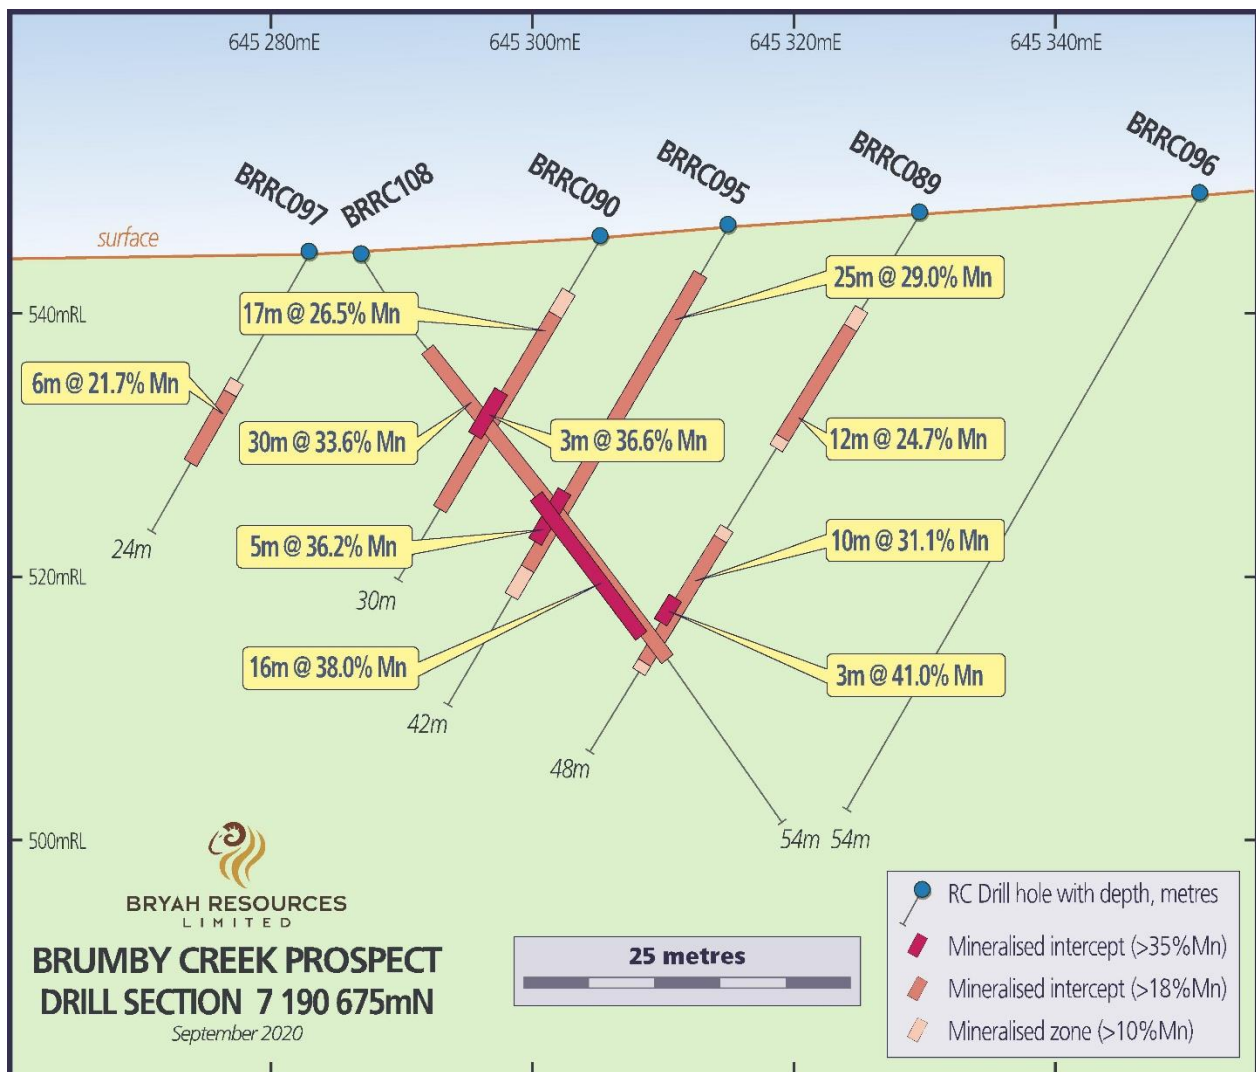 645 280mE
645 300mE
645 320mE
645 340mE
BRRC097
BRRC108
BRRC090
BRRC095
BRRC089
BRRC096
surface
540mRL
17m @ 26.5% Mn
25m @ 29.0% Mn
6m @ 21.7% Mn
30m @ 33.6% Mn
3m @ 36.6% Mn
12m @ 24.7% Mn
5m @ 36.2% Mn
10m @ 31.1% Mn
24m
520mRL
30m
16m @ 38.0% Mn
3m @ 41.0% Mn
42m
48m
500mRL
54m
54m
BRYAH RESOURCES
LIMITED
BRUMBY CREEK PROSPECT
DRILL SECTION 7 190 675mN
September 2020
25 metres
RC Drill hole with depth, metres
Mineralised intercept (>35%Mn)
Mineralised intercept (>18%Mn)
Mineralised zone (>10%Mn)